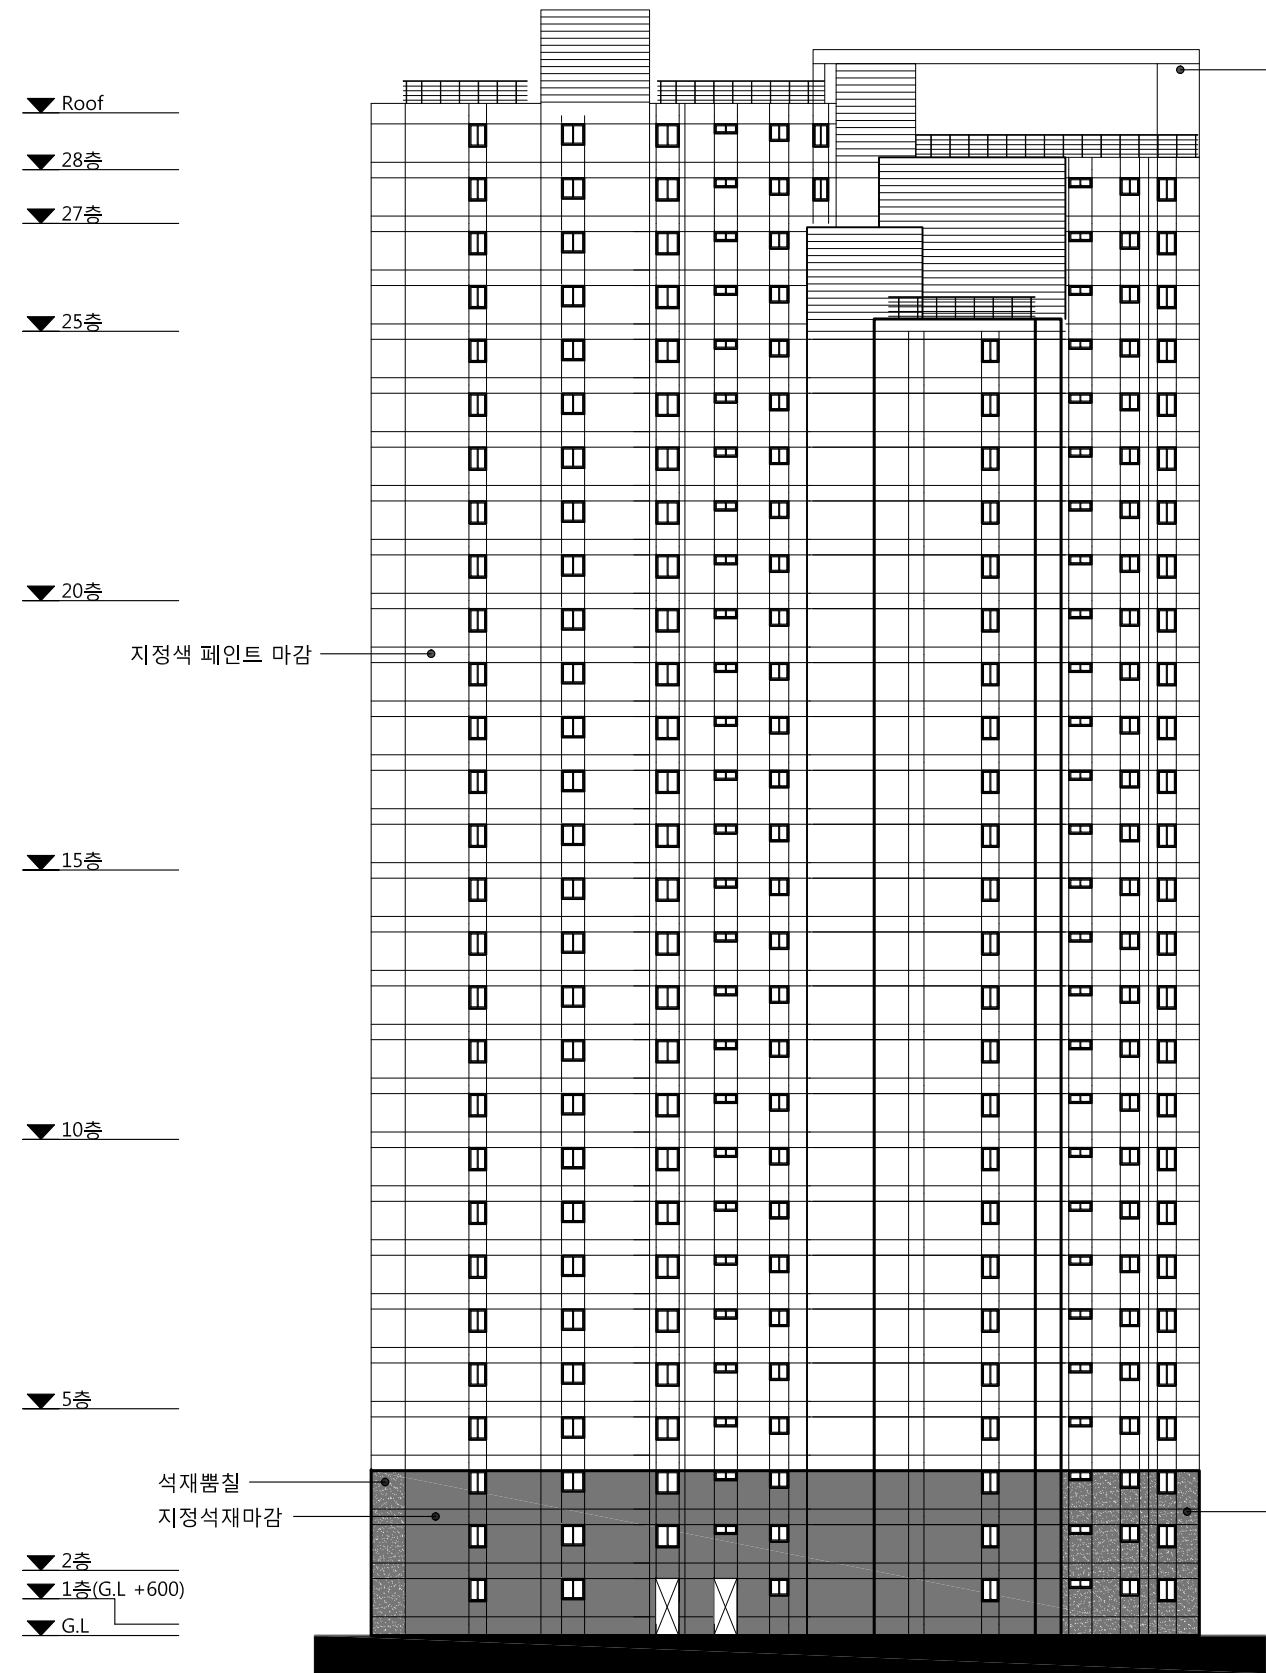 Roof
28층
27층
25층
20층
지정색 페인트 마감
15층
10층
5층
석재뿜칠
지정석재마감
2층
1층(G.L +600)
G.L